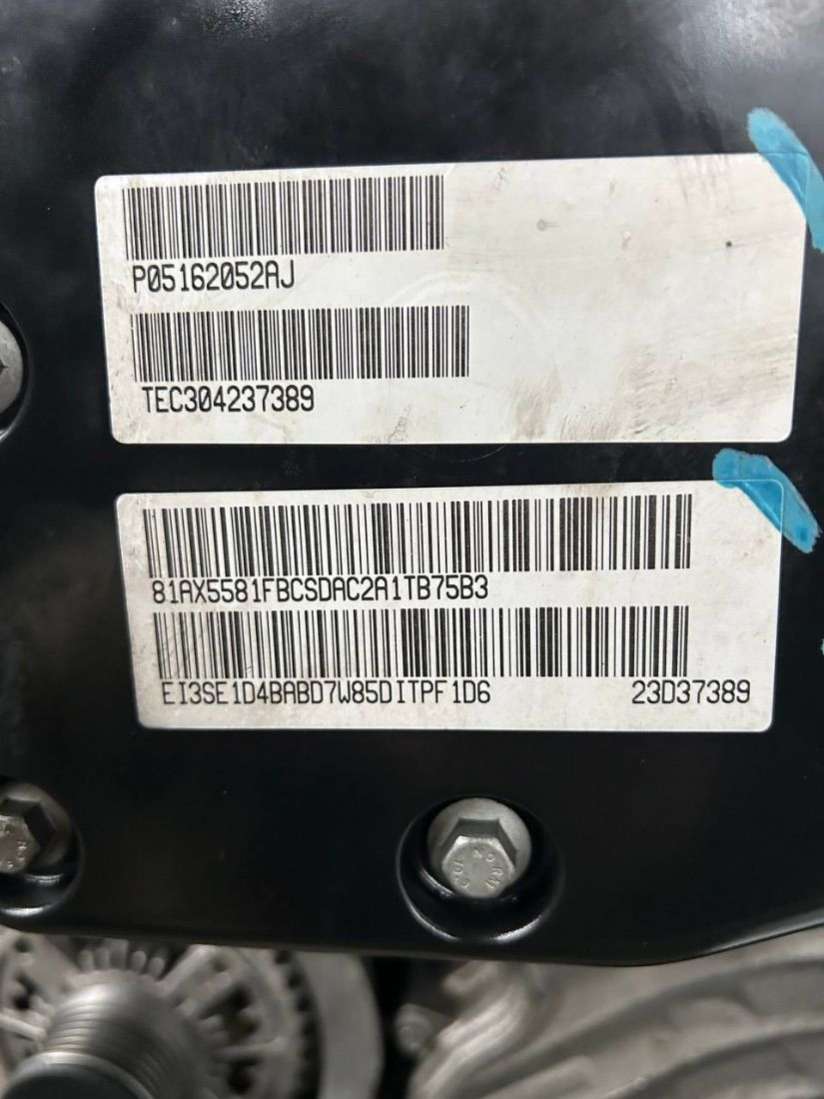 P05162052AJ
TEC304237389
81AX5581FBCSDAC2A1TB75B3
EI3SE1D4BABD7W85DITPF1D6 23D37389